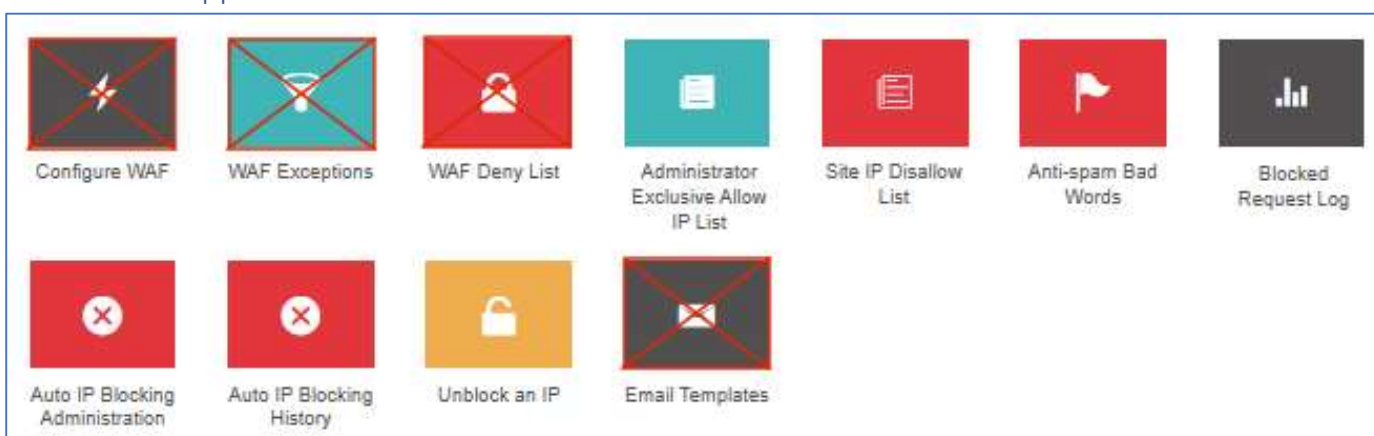 Configure WAF
WAF Exceptions
WAF Deny List
Administrator
Exclusive Allow
IP List
Site IP Disallow
List
Anti-spam Bad
Words
Blocked
Request Log
Auto IP Blocking
Administration
Auto IP Blocking
History
Unblock an IP
Email Templates